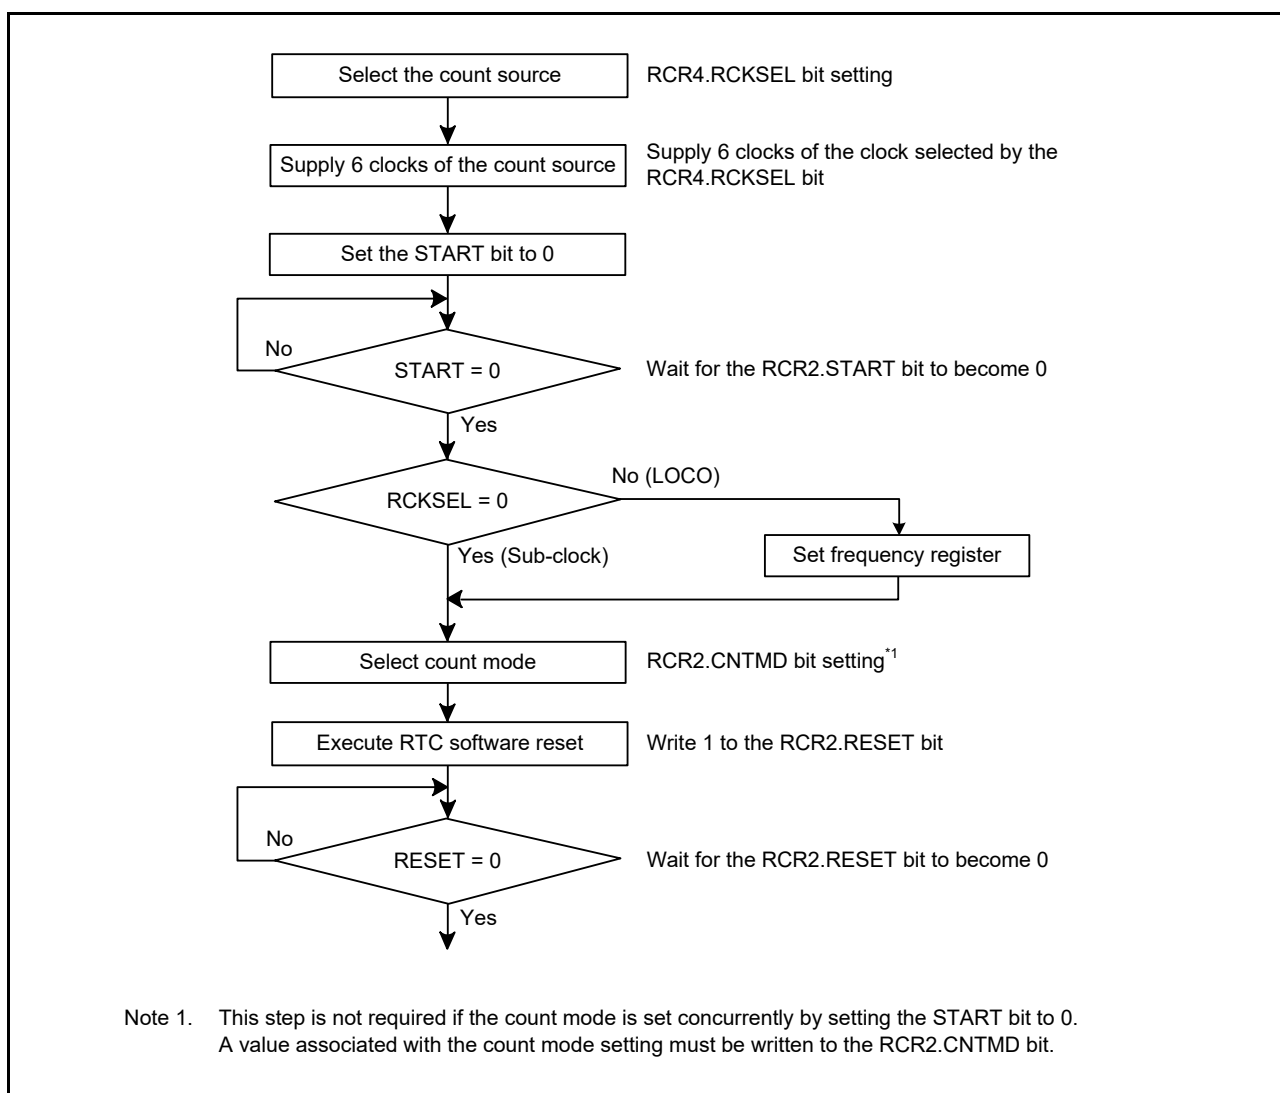 Select the count source
RCR4.RCKSEL bit setting
Supply 6 clocks of the count source
Supply 6 clocks of the clock selected by the
RCR4.RCKSEL bit
Set the START bit to 0
No
START = 0
Wait for the RCR2.START bit to become 0
Yes
No (LOCO)
RCKSEL = 0
Yes (Sub-clock)
Set frequency register
Select count mode
RCR2.CNTMD bit setting*1
Execute RTC software reset
Write 1 to the RCR2.RESET bit
No
RESET = 0
Wait for the RCR2.RESET bit to become 0
Yes
Note 1. This step is not required if the count mode is set concurrently by setting the START bit to 0.
A value associated with the count mode setting must be written to the RCR2.CNTMD bit.